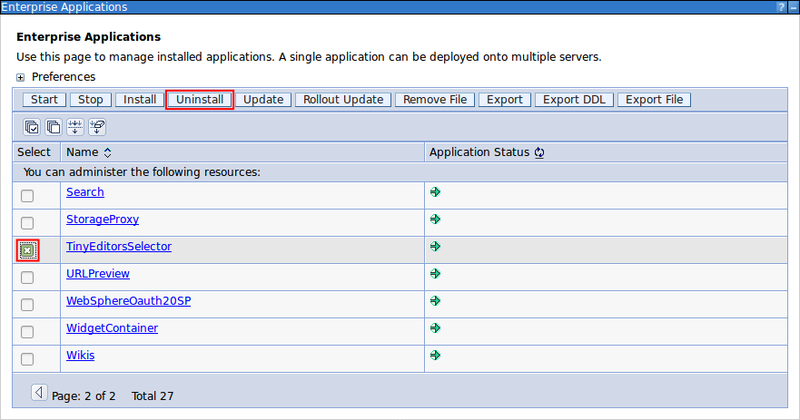 Enterprise Applications
Enterprise Applications
Use this page to manage installed applications. A single application can be deployed onto multiple servers.
Preferences
Start Stop Install Uninstall Update Rollout Update Remove File Export Export DDL Export File
Select Name Application Status
You can administer the following resources:
Search
StorageProxy
TinyEditorsSelector
URLPreview
WebSphereOauth20SP
WidgetContainer
Wikis
Page: 2 of 2 Total 27